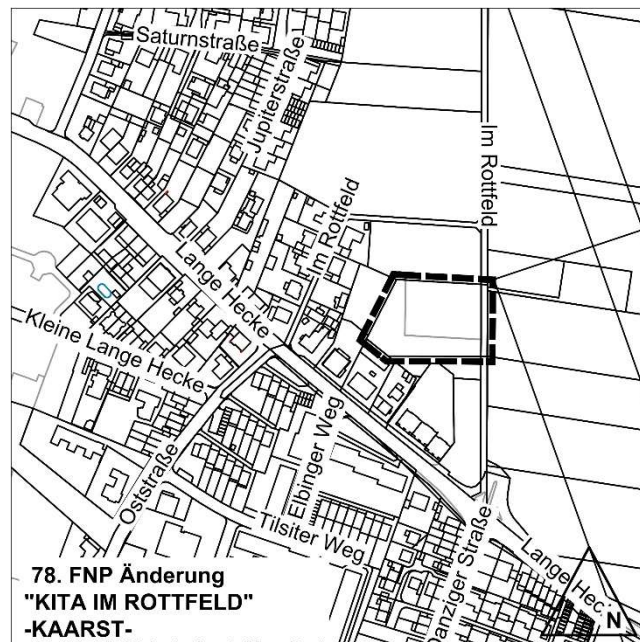 Saturnstraße
Jupiterstraße
Im Rottfeld
Im Rottfeld
Lange Hecke
Kleine Lange Hecke
Oststraße
Elbinger Weg
Tilsiter Weg
anziger Straße
Lange Hec
78. FNP Änderung
"KITA IM ROTTFELD"
-KAARST-
N